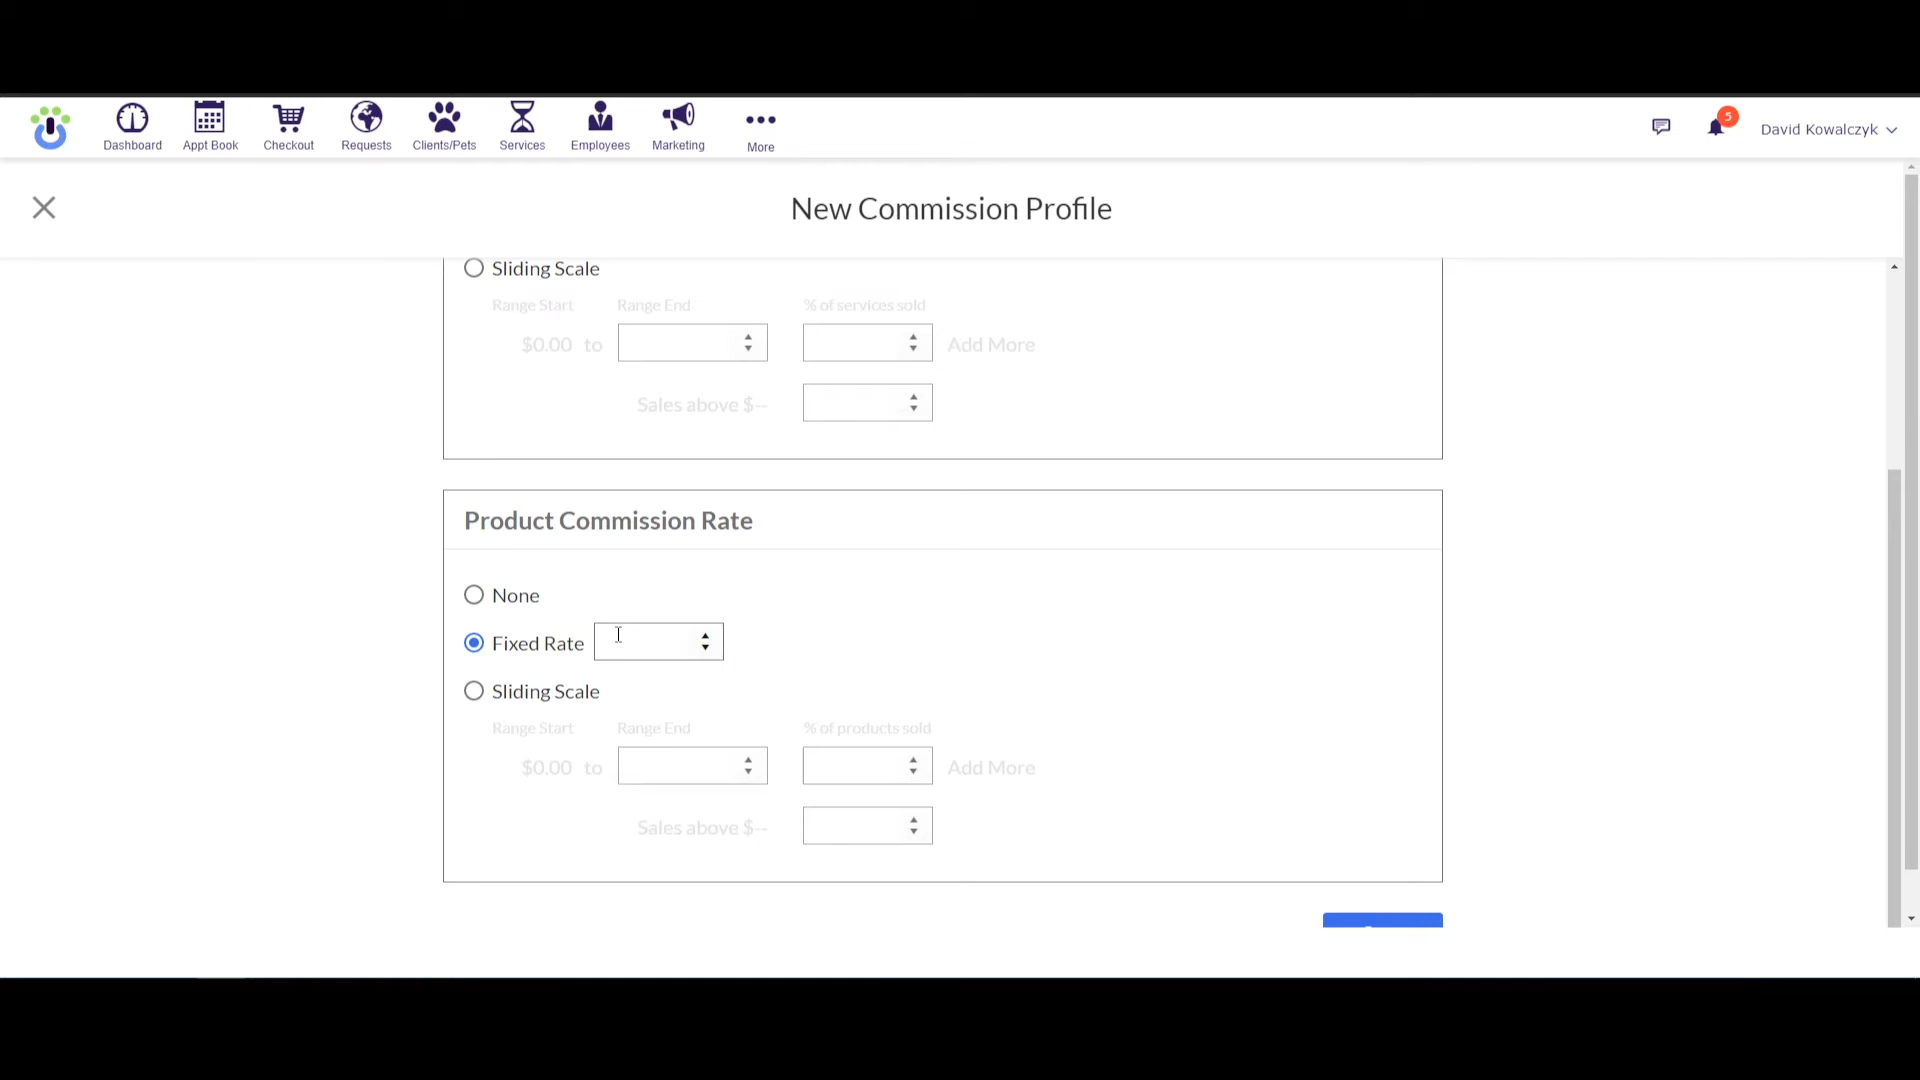 Dashboard Appt Book Checkout Requests Clients/Pets Services Employees Marketing More 5 David Kowalczyk
New Commission Profile
Sliding Scale
Range Start Range End % of services sold
$0.00 to Add More
Sales above $--
Product Commission Rate
None
Fixed Rate
Sliding Scale
Range Start Range End % of products sold
$0.00 to Add More
Sales above $--